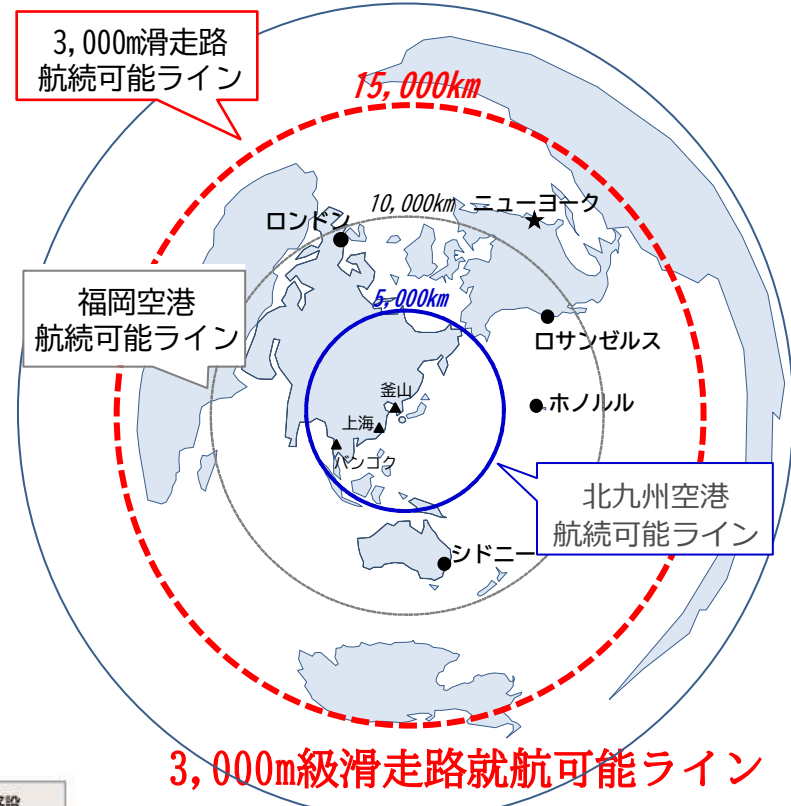 3,000m滑走路
航続可能ライン
15,000km
10,000km
ニューヨーク
ロンドン
福岡空港
航続可能ライン
5,000km
ロサンゼルス
釜山
ホノルル
上海
バンコク
北九州空港
航続可能ライン
シドニー
3,000m級滑走路就航可能ライン